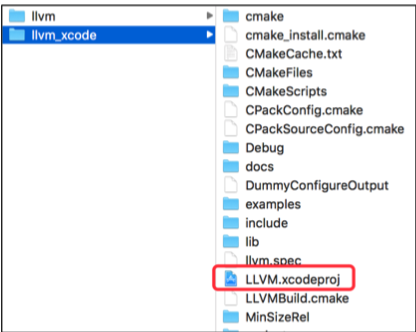 llvm
llvm_xcode
cmake
cmake_install.cmake
CMakeCache.txt
CMakeFiles
CMakeScripts
CPackConfig.cmake
CPackSourceConfig.cmake
Debug
docs
DummyConfigureOutput
examples
include
lib
llvm.spec
LLVM.xcodeproj
LLVMBuild.cmake
MinSizeRel